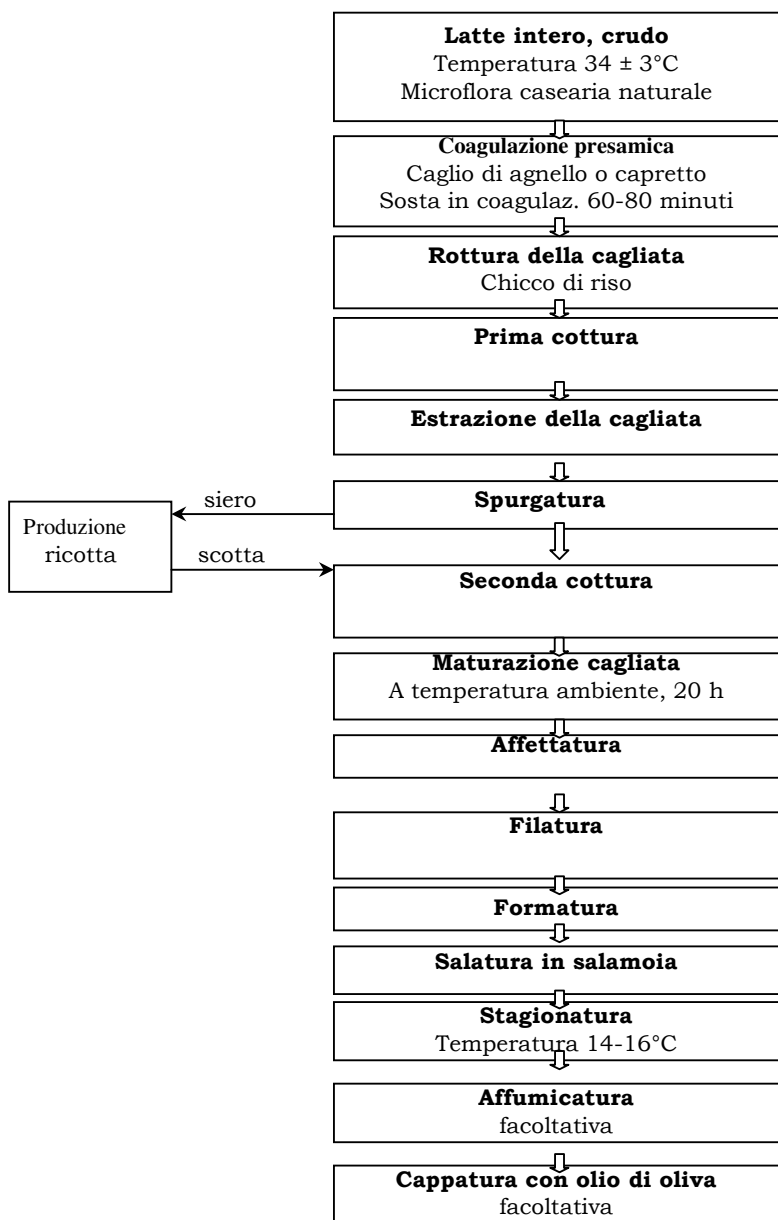 Latte intero, crudo
Temperatura 34 ± 3°C
Microflora casearia naturale
Coagulazione presamica
Caglio di agnello o capretto
Sosta in coagulaz. 60-80 minuti
Rottura della cagliata
Chicco di riso
Prima cottura
Estrazione della cagliata
Spurgatura
siero
Produzione
ricotta
scotta
Seconda cottura
Maturazione cagliata
A temperatura ambiente, 20 h
Affettatura
Filatura
Formatura
Salatura in salamoia
Stagionatura
Temperatura 14-16°C
Affumicatura
facoltativa
Cappatura con olio di oliva
facoltativa